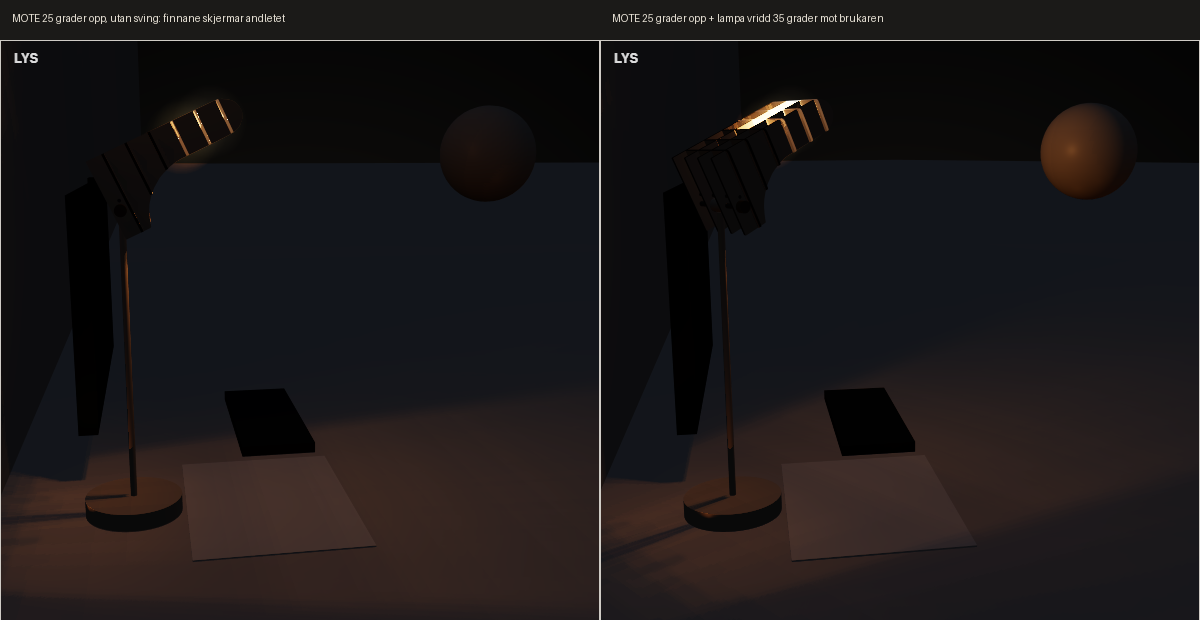 MOTE 25 grader opp, utan sving: finnane skjermar andletet
MOTE 25 grader opp + lampa vridd 35 grader mot brukaren
LYS
LYS